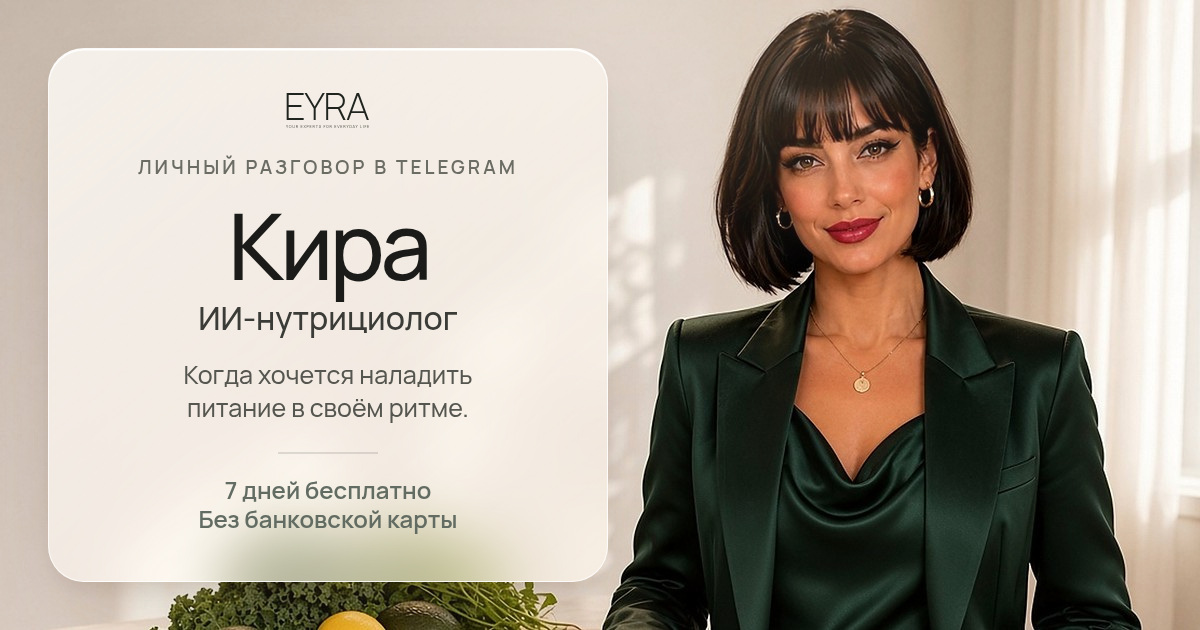 EYRA
YOUR EXPERTS FOR EVERYDAY LIFE
ЛИЧНЫЙ РАЗГОВОР В TELEGRAM
Кира
ИИ-нутрициолог
Когда хочется наладить
питание в своём ритме.
7 дней бесплатно
Без банковской карты